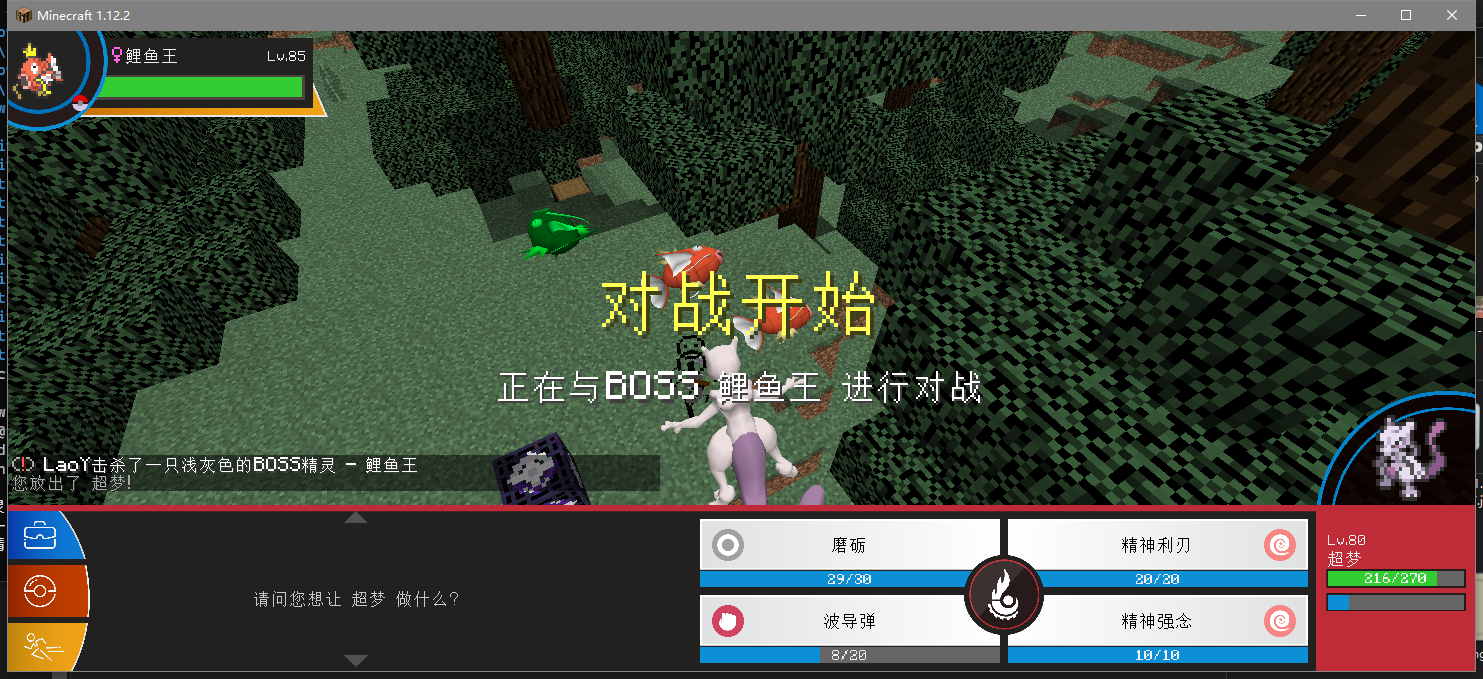 Minecraft 1.12.2
♀鲤鱼王 Lv.85
对战开始
正在与BOSS 鲤鱼王 进行对战
(!) LaoY击杀了一只浅灰色的BOSS精灵 - 鲤鱼王
您放出了 超梦!
请问您想让 超梦 做什么?
磨砺
29/30
精神利刃
20/20
波导弹
8/20
精神强念
10/10
Lv.80
超梦
216/270